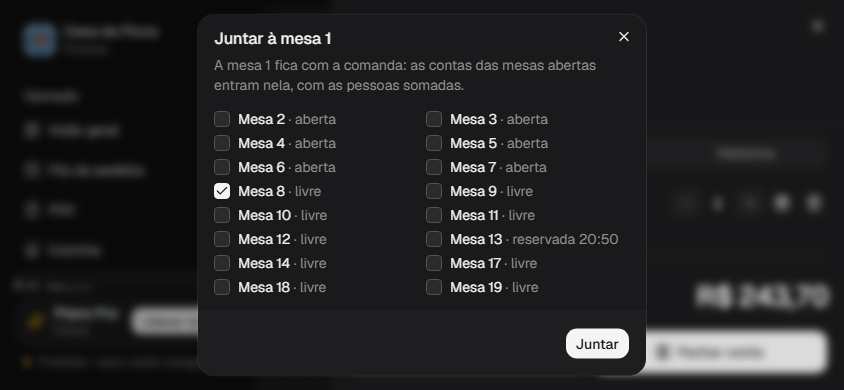 Juntar à mesa 1
A mesa 1 fica com a comanda: as contas das mesas abertas
entram nela, com as pessoas somadas.
Mesa 2 · aberta
Mesa 3 · aberta
Mesa 4 · aberta
Mesa 5 · aberta
Mesa 6 · aberta
Mesa 7 · aberta
Mesa 8 · livre
Mesa 9 · livre
Mesa 10 · livre
Mesa 11 · livre
Mesa 12 · livre
Mesa 13 · reservada 20:50
Mesa 14 · livre
Mesa 17 · livre
Mesa 18 · livre
Mesa 19 · livre
R$ 243,70
Juntar
Fechar conta